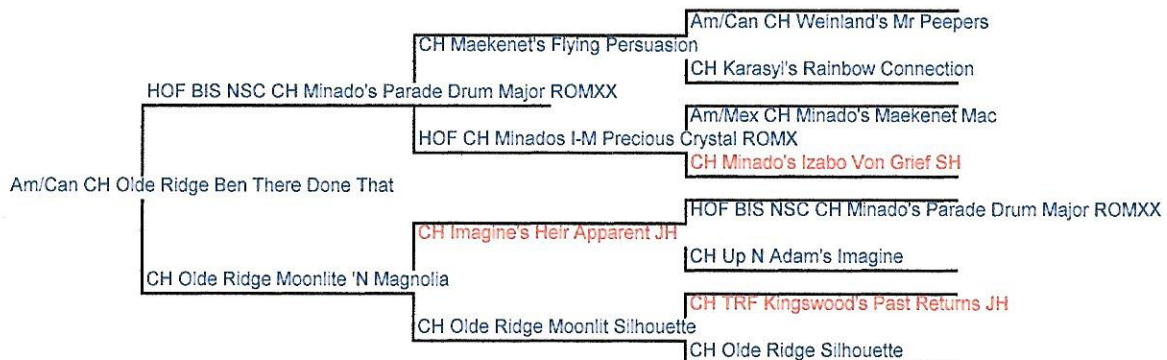 Am/Can CH Weinland's Mr Peepers
CH Maekenet's Flying Persuasion
CH Karasyl's Rainbow Connection
HOF BIS NSC CH Minado's Parade Drum Major ROMXX
Am/Mex CH Minado's Maekenet Mac
HOF CH Minados I-M Precious Crystal ROMX
CH Minado's Izabo Von Grief SH
Am/Can CH Olde Ridge Ben There Done That
HOF BIS NSC CH Minado's Parade Drum Major ROMXX
CH Imagine's Heir Apparent JH
CH Up N Adam's Imagine
CH Olde Ridge Moonlite 'N Magnolia
CH TRF Kingswood's Past Returns JH
CH Olde Ridge Moonlit Silhouette
CH Olde Ridge Silhouette